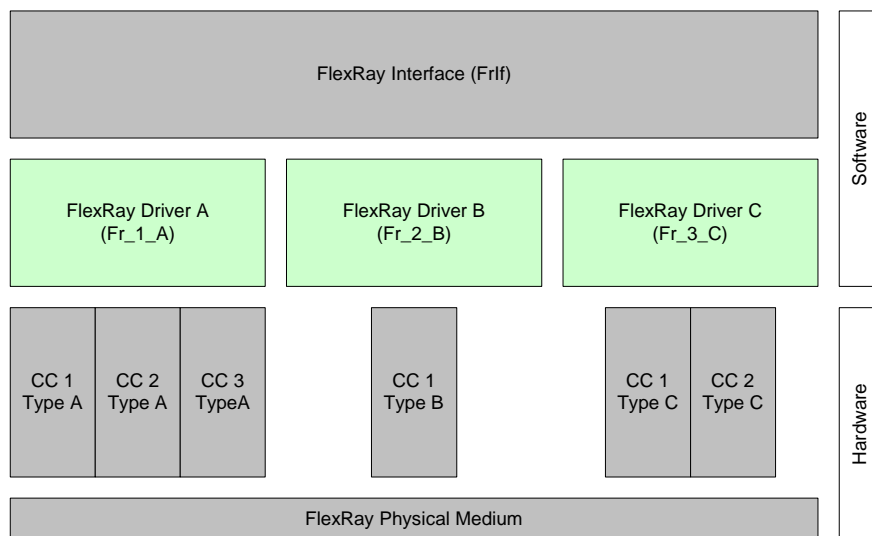 FlexRay Interface (FrIf)
Software
FlexRay Driver A
(Fr_1_A)
FlexRay Driver B
(Fr_2_B)
FlexRay Driver C
(Fr_3_C)
CC 1
Type A
CC 2
Type A
CC 3
TypeA
CC 1
Type B
CC 1
Type C
CC 2
Type C
Hardware
FlexRay Physical Medium